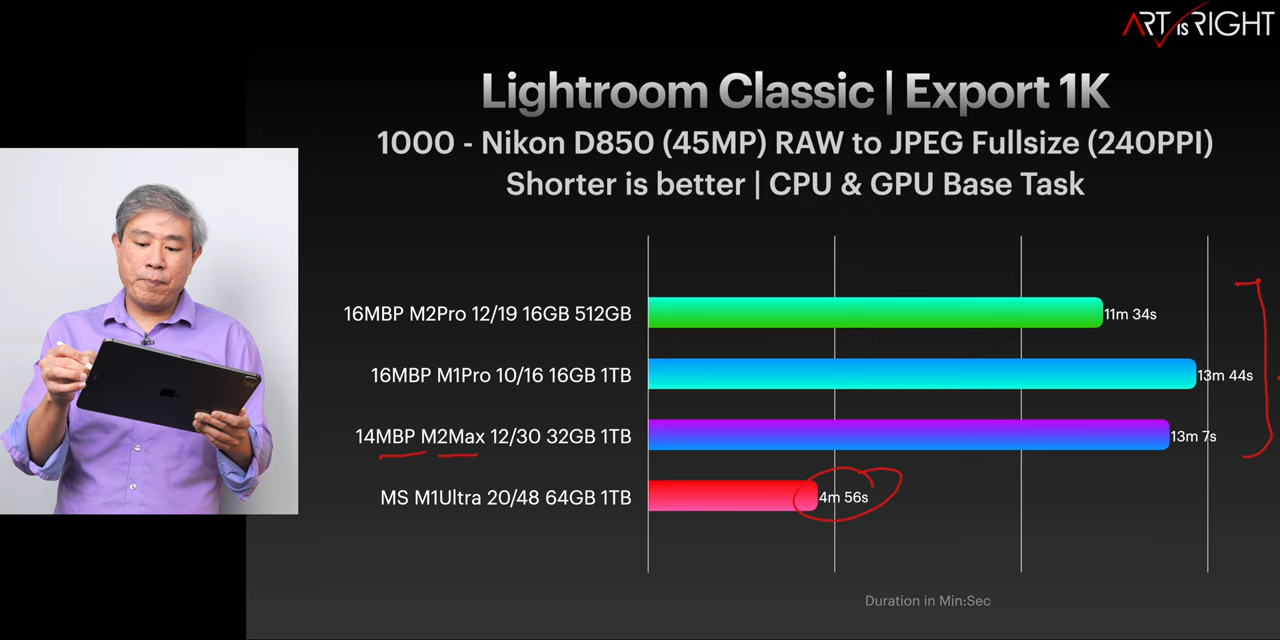 ART IS RIGHT
Lightroom Classic | Export 1K
1000 - Nikon D850 (45MP) RAW to JPEG Fullsize (240PPI)
Shorter is better | CPU & GPU Base Task
16MBP M2Pro 12/19 16GB 512GB 11m 34s
16MBP M1Pro 10/16 16GB 1TB 13m 44s
14MBP M2Max 12/30 32GB 1TB 13m 7s
MS M1Ultra 20/48 64GB 1TB 4m 56s
Duration in Min:Sec